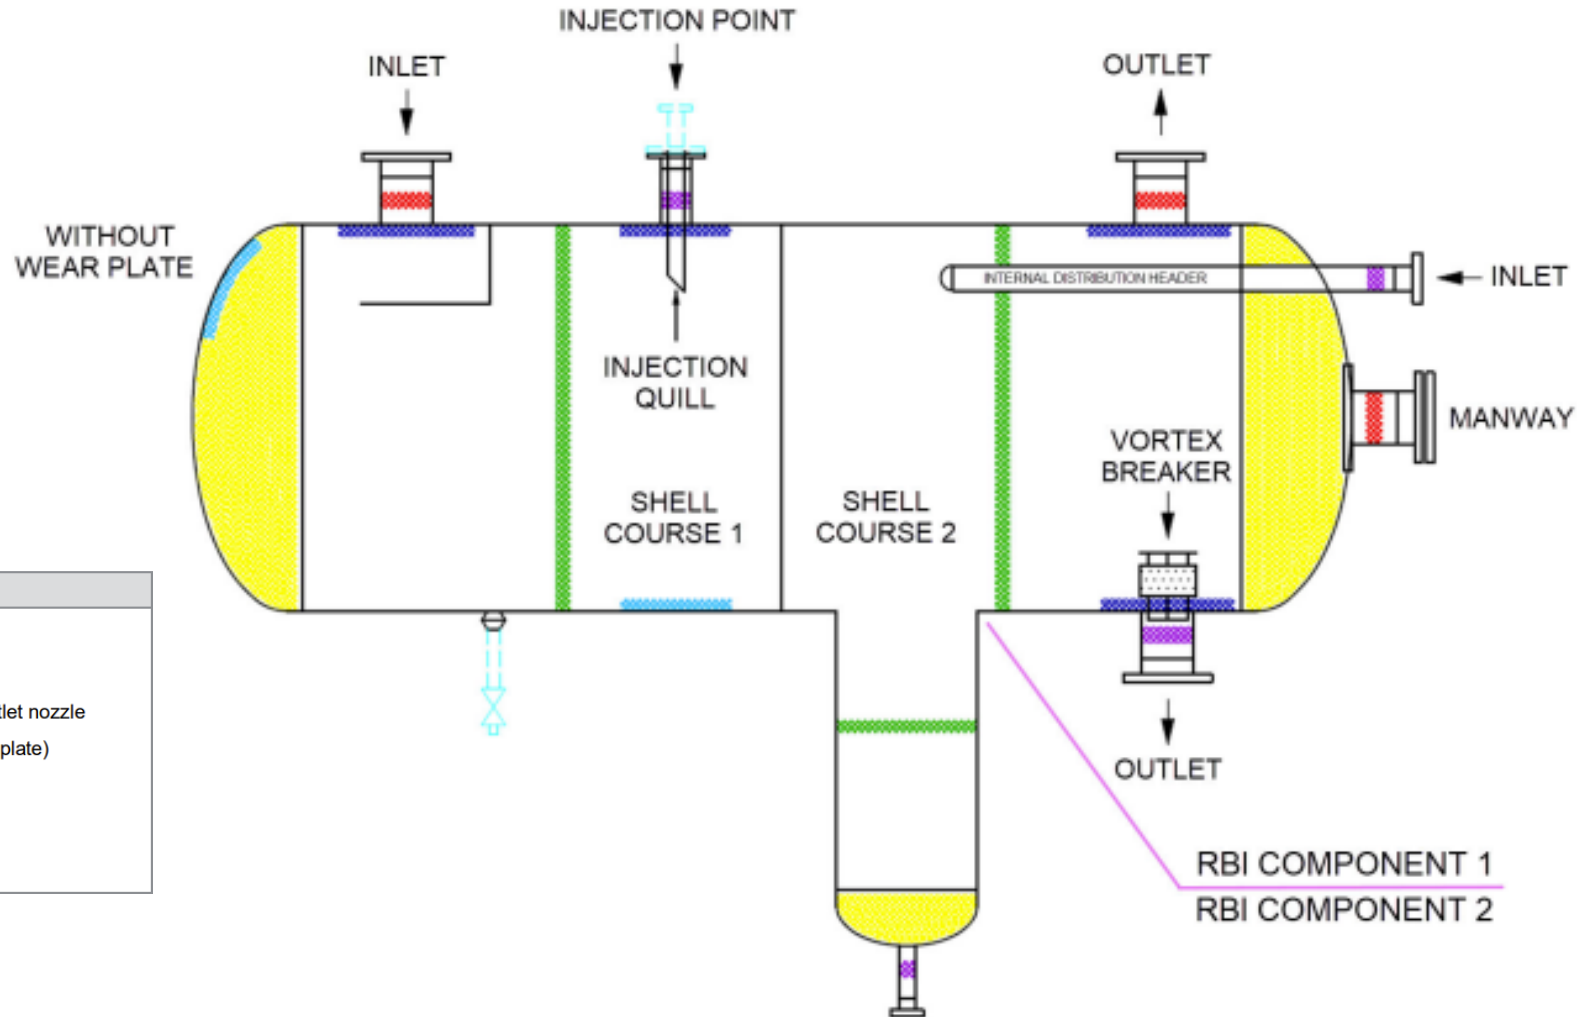 INJECTION POINT
INLET
OUTLET
WITHOUT
WEAR PLATE
INTERNAL DISTRIBUTION HEADER
INLET
INJECTION
QUILL
MANWAY
VORTEX
BREAKER
SHELL
COURSE 1
SHELL
COURSE 2
tlet nozzle
plate)
OUTLET
RBI COMPONENT 1
RBI COMPONENT 2